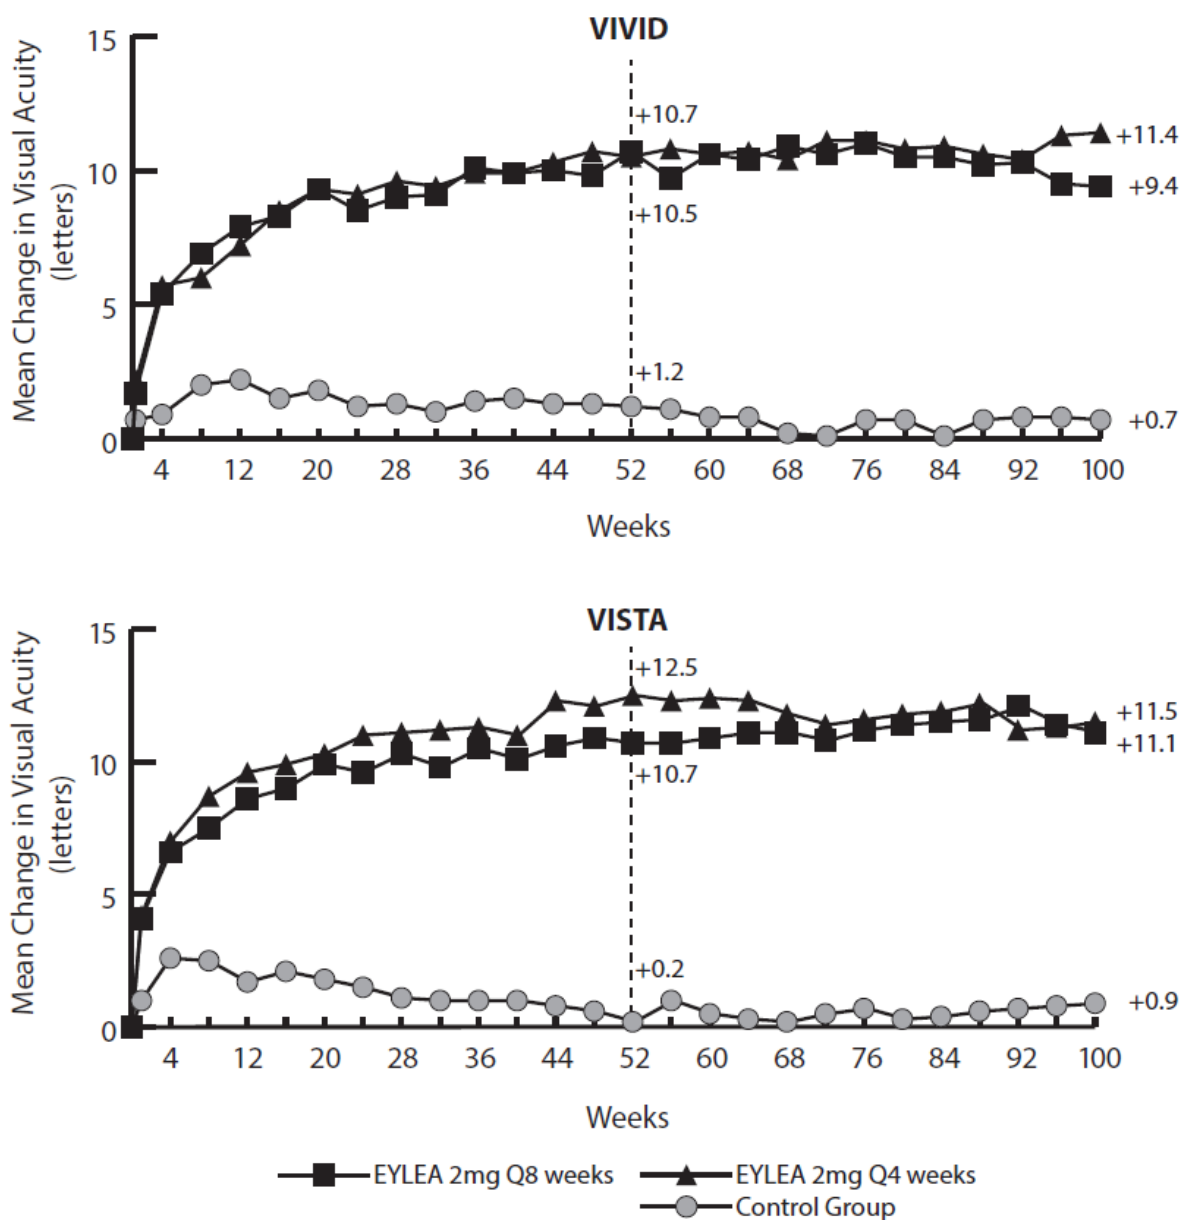 VIVID
Mean Change in Visual Acuity
(letters)
15
10
5
0
+10.7
+10.5
+1.2
+11.4
+9.4
+0.7
4 12 20 28 36 44 52 60 68 76 84 92 100
Weeks
VISTA
Mean Change in Visual Acuity
(letters)
15
10
5
0
+12.5
+10.7
+0.2
+11.5
+11.1
+0.9
4 12 20 28 36 44 52 60 68 76 84 92 100
Weeks
EYLEA 2mg Q8 weeks
EYLEA 2mg Q4 weeks
Control Group